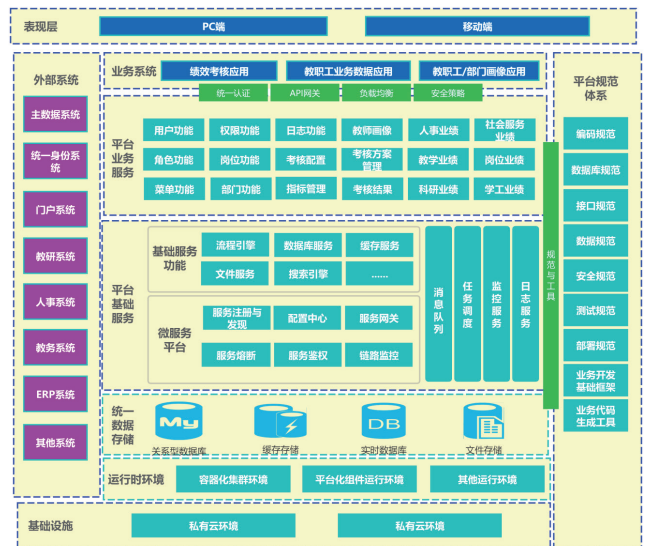 表现层
PC端
移动端
外部系统
主数据系统
统一身份系
统
门户系统
教研系统
人事系统
教务系统
ERP系统
其他系统
业务系统
绩效考核应用
教职工业务数据应用
教职工/部门画像应用
统一认证
API网关
负载均衡
安全策略
平台
业务
服务
用户功能
权限功能
日志功能
教师画像
人事业绩
社会服务
业绩
角色功能
岗位功能
考核配置
考核方案
管理
教学业绩
岗位业绩
菜单功能
部门功能
指标管理
考核结果
科研业绩
学工业绩
平台
基础
服务
基础服务
功能
流程引擎
数据库服务
缓存服务
文件服务
搜索引擎
……
微服务
平台
服务注册与
发现
配置中心
服务网关
服务熔断
服务鉴权
链路监控
消息队列
任务调度
监控服务
日志服务
规范与工具
统一
数据
存储
My
关系型数据库
缓存存储
DB
实时数据库
文件存储
运行时环境
容器化集群环境
平台化组件运行环境
其他运行环境
基础设施
私有云环境
私有云环境
平台规范
体系
编码规范
数据库规范
接口规范
数据规范
安全规范
测试规范
部署规范
业务开发
基础框架
业务代码
生成工具